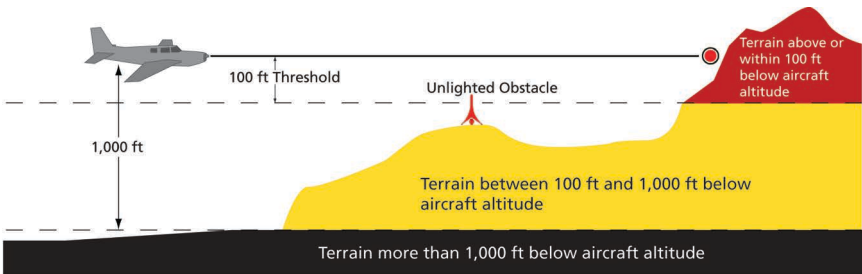 Terrain above or
within 100 ft
below aircraft
altitude
100 ft Threshold
Unlighted Obstacle
1,000 ft
Terrain between 100 ft and 1,000 ft below
aircraft altitude
Terrain more than 1,000 ft below aircraft altitude